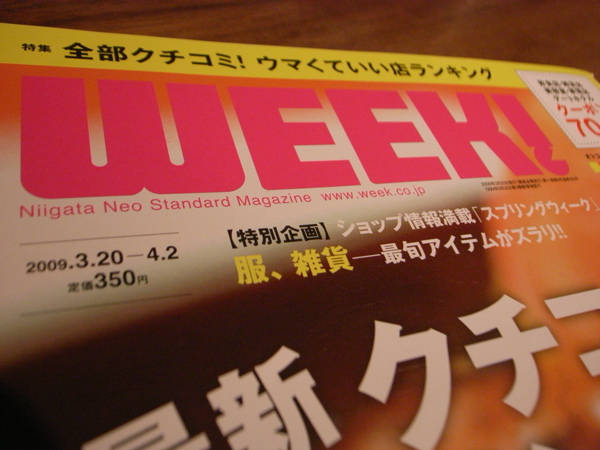 特集 全部クチコミ! ウマくていい店ランキング
WEEK!
Niigata Neo Standard Magazine www.week.co.jp
クーポ
70
2009.3.20—4.2
定価350円
【特別企画】ショップ情報満載「スプリングウィーク」
服、雑貨—最旬アイテムがズラリ!!
最新 クチコ